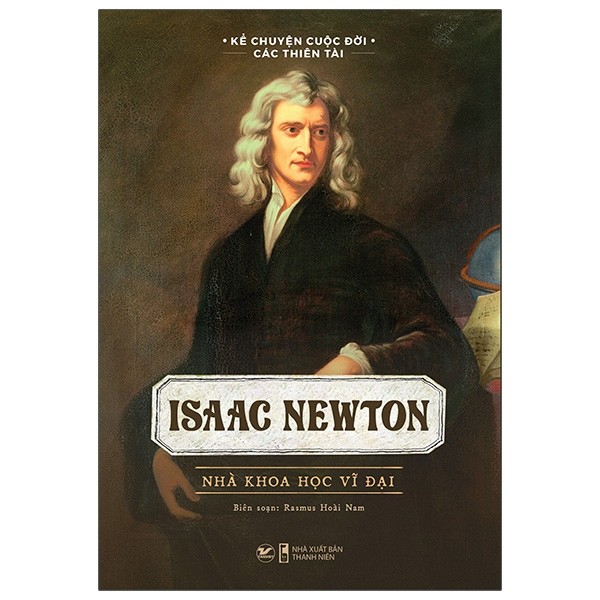 • KỂ CHUYỆN CUỘC ĐỜI •
CÁC THIÊN TÀI
ISAAC NEWTON
NHÀ KHOA HỌC VĨ ĐẠI
Biên soạn: Rasmus Hoài Nam
NHÀ XUẤT BẢN
THANH NIÊN